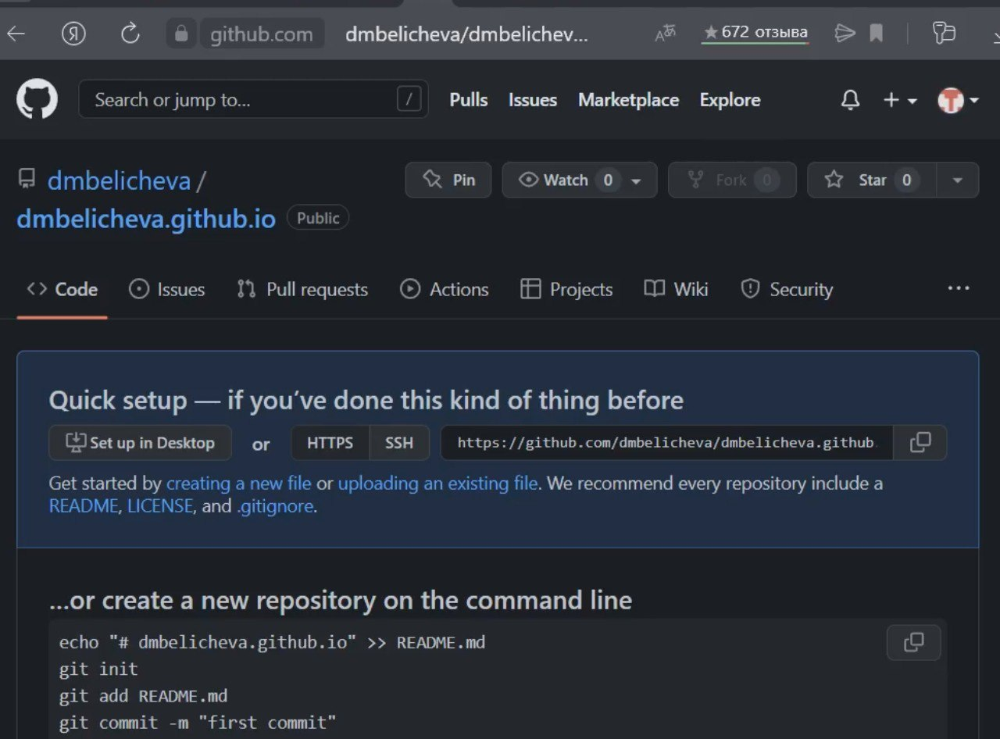 Я github.com dmbelicheva/dmbelichev... ★ 672 отзыва
Search or jump to... / Pulls Issues Marketplace Explore
dmbelicheva / Pin Watch 0 Fork 0 Star 0
dmbelicheva.github.io Public
Code Issues Pull requests Actions Projects Wiki Security ...
Quick setup — if you’ve done this kind of thing before
Set up in Desktop or HTTPS SSH https://github.com/dmbelicheva/dmbelicheva.github.
Get started by creating a new file or uploading an existing file. We recommend every repository include a
README, LICENSE, and .gitignore.
...or create a new repository on the command line
echo "# dmbelicheva.github.io" >> README.md
git init
git add README.md
git commit -m "first commit"